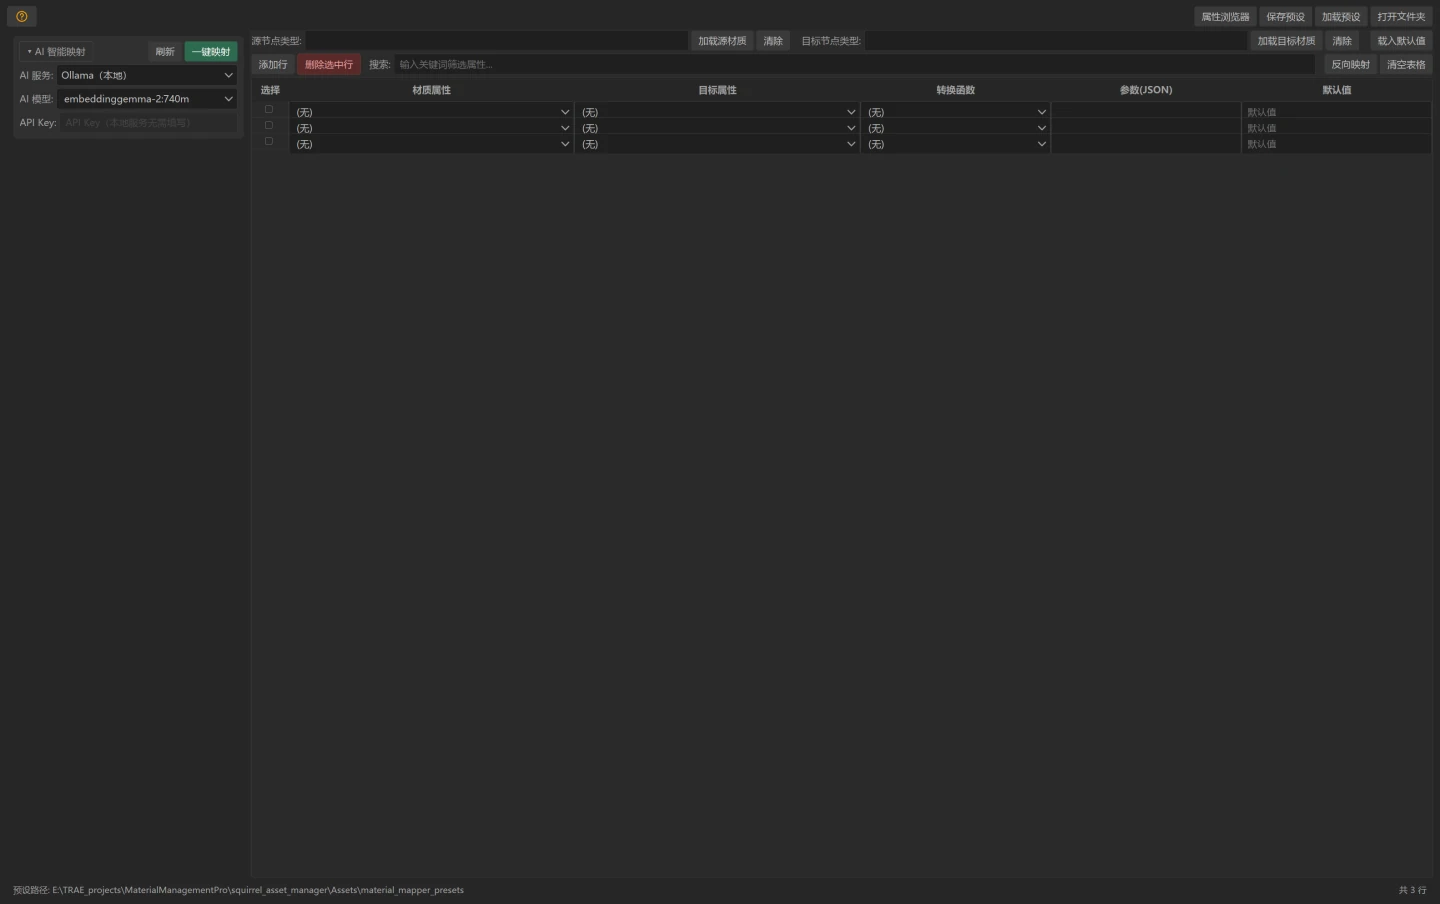 属性浏览器 保存预设 加载预设 打开文件夹
• AI 智能映射 刷新 一键映射
AI 服务: Ollama（本地）
AI 模型: embeddinggemma-2:740m
API Key: API Key（本地服务无需填写）
源节点类型: 加载源材质 清除 目标节点类型: 加载目标材质 清除 载入默认值
添加行 删除选中行 搜索: 输入关键词筛选属性... 反向映射 清空表格
选择 材质属性 目标属性 转换函数 参数(JSON) 默认值
(无) (无) (无) 默认值
(无) (无) (无) 默认值
(无) (无) (无) 默认值
预设路径: E:\TRAE_projects\MaterialManagementPro\squirrel_asset_manager\Assets\material_mapper_presets 共 3 行